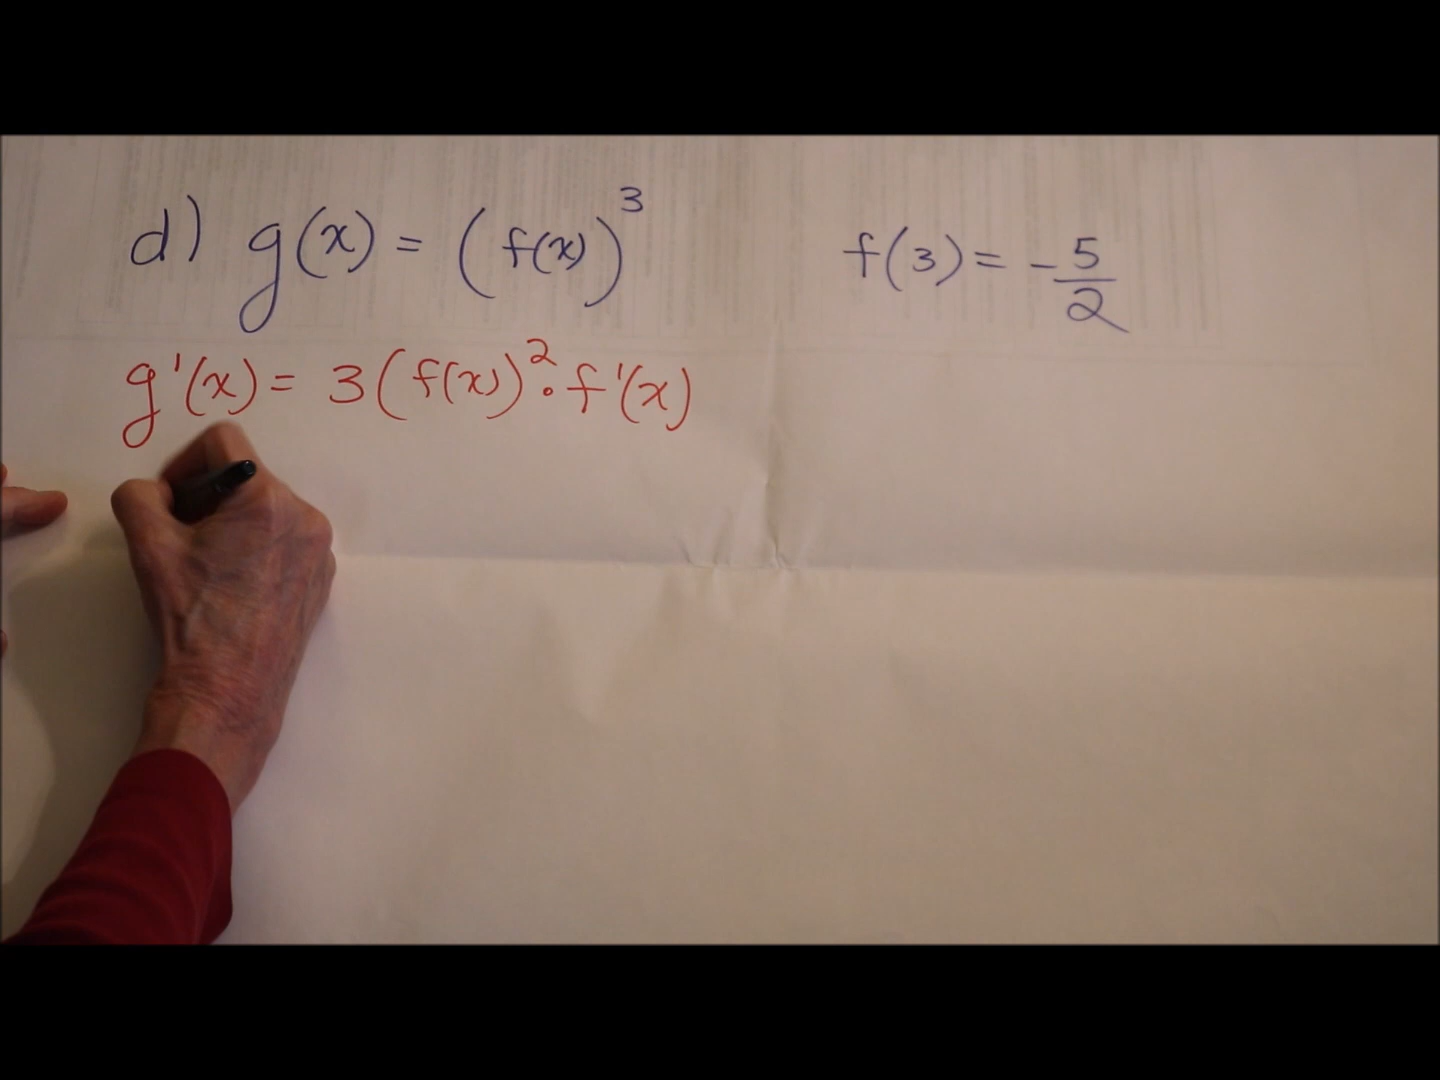 d) g(x) = (f(x))³ f(3) = -5/2
g'(x) = 3(f(x))²·f'(x)